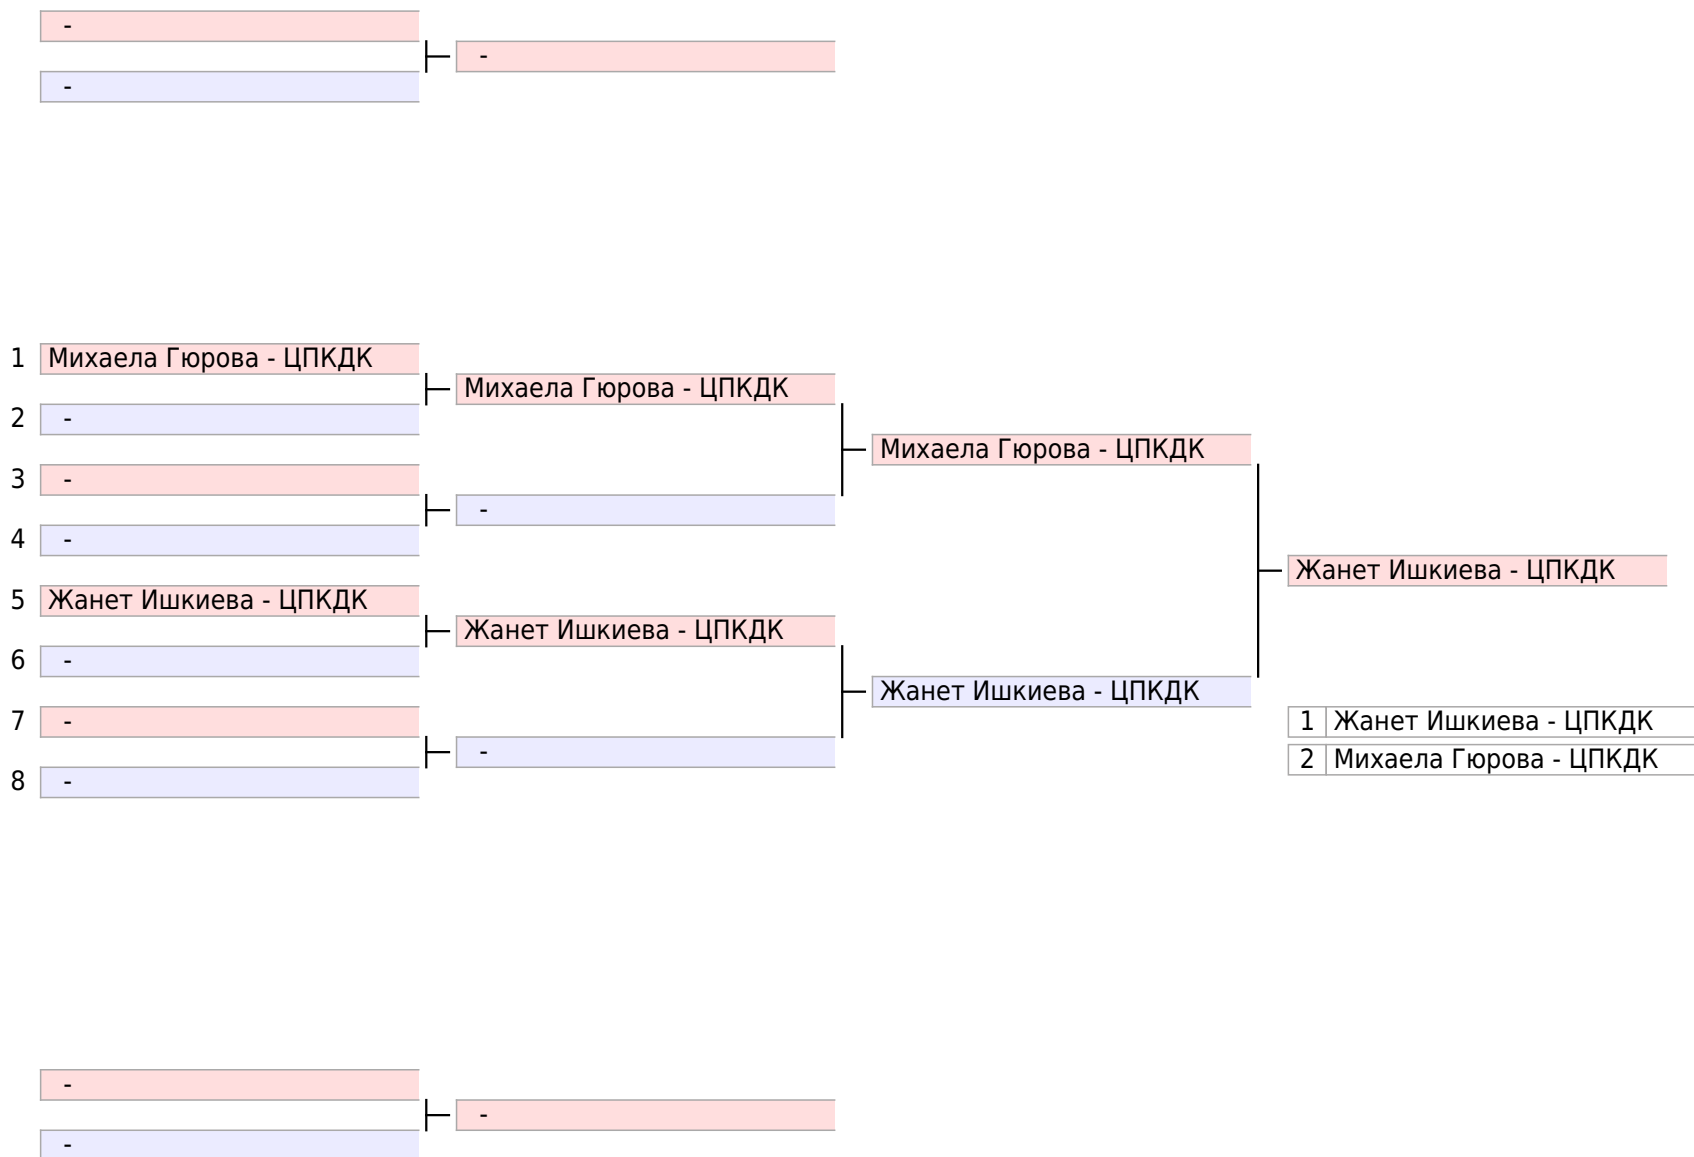 -
-
-
1 Михаела Гюрова - ЦПКДК
Михаела Гюрова - ЦПКДК
2 -
Михаела Гюрова - ЦПКДК
3 -
-
4 -
Жанет Ишкиева - ЦПКДК
5 Жанет Ишкиева - ЦПКДК
Жанет Ишкиева - ЦПКДК
6 -
Жанет Ишкиева - ЦПКДК
7 -
1 Жанет Ишкиева - ЦПКДК
-
2 Михаела Гюрова - ЦПКДК
8 -
-
-
-